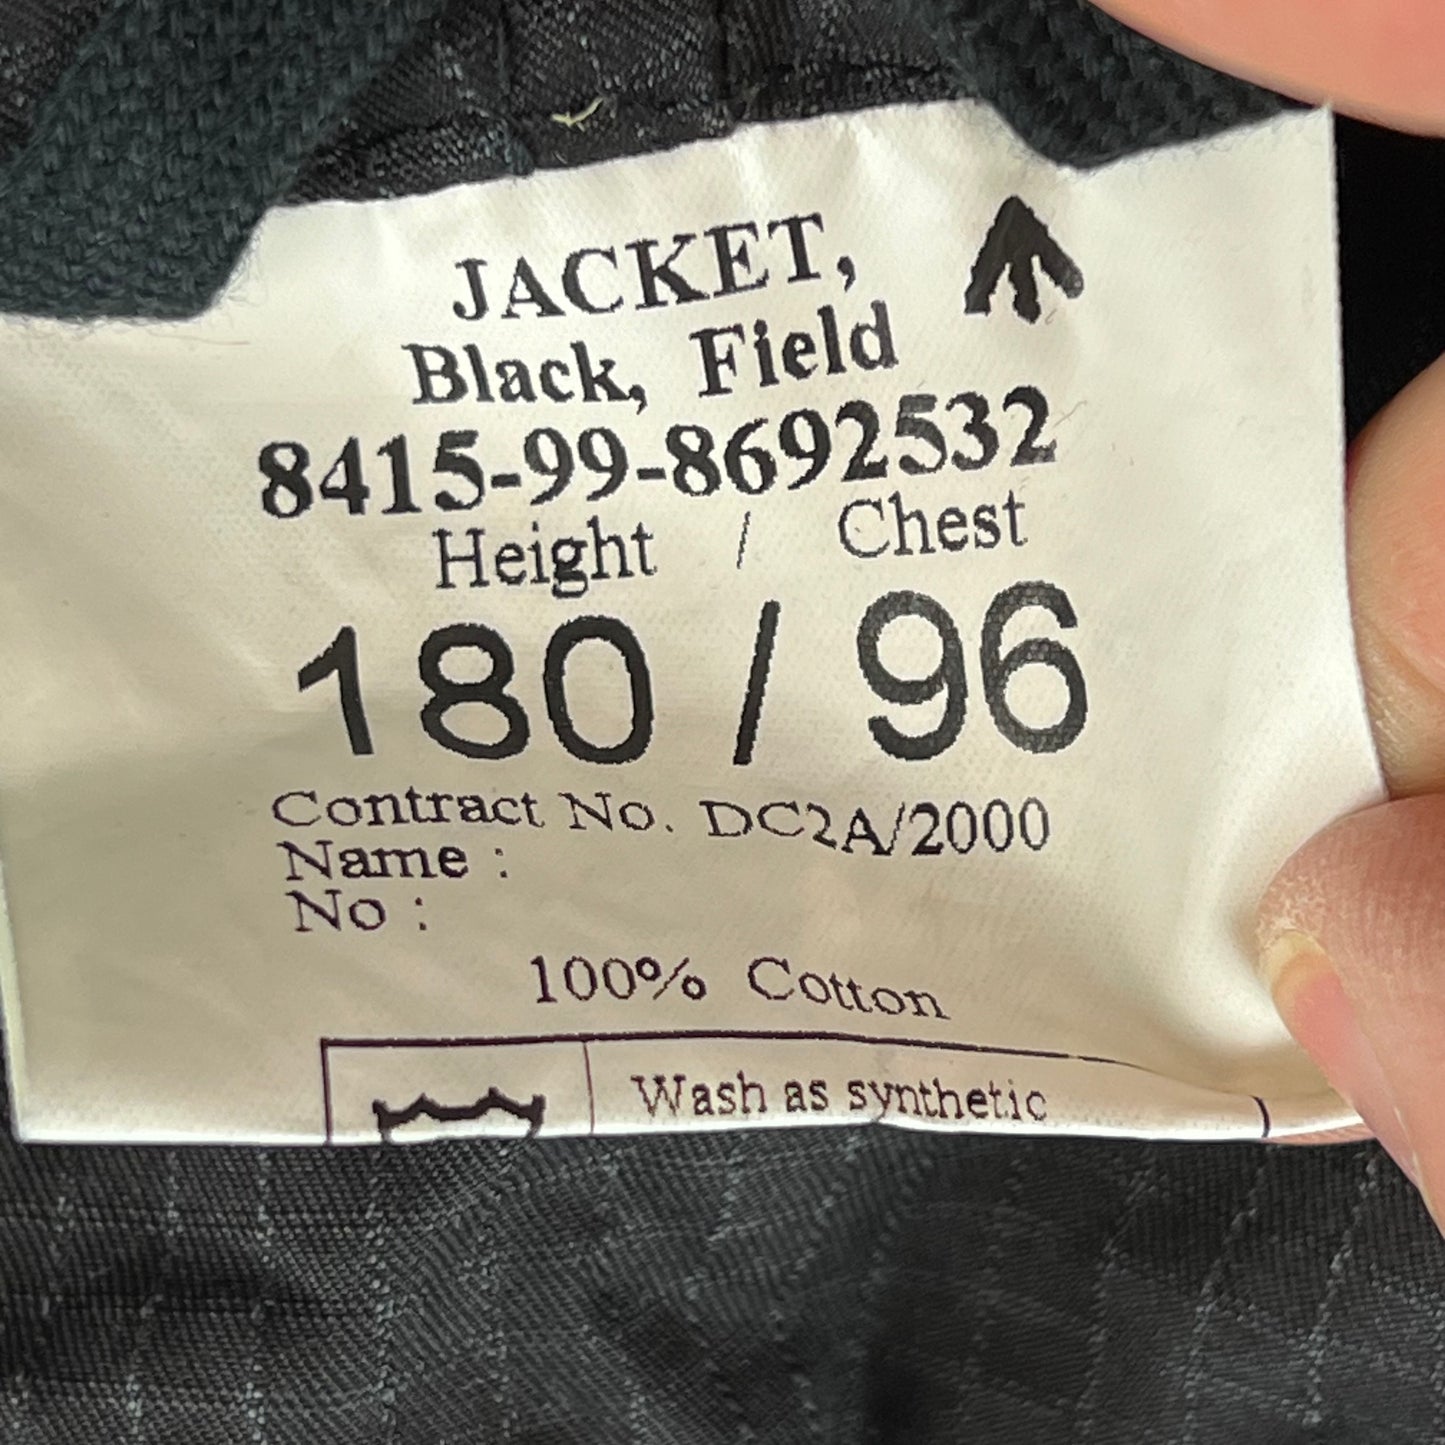 JACKET,
Black, Field
8415-99-8692532
Height / Chest
180 / 96
Contract No. DC2A/2000
Name :
No :
100% Cotton
Wash as synthetic